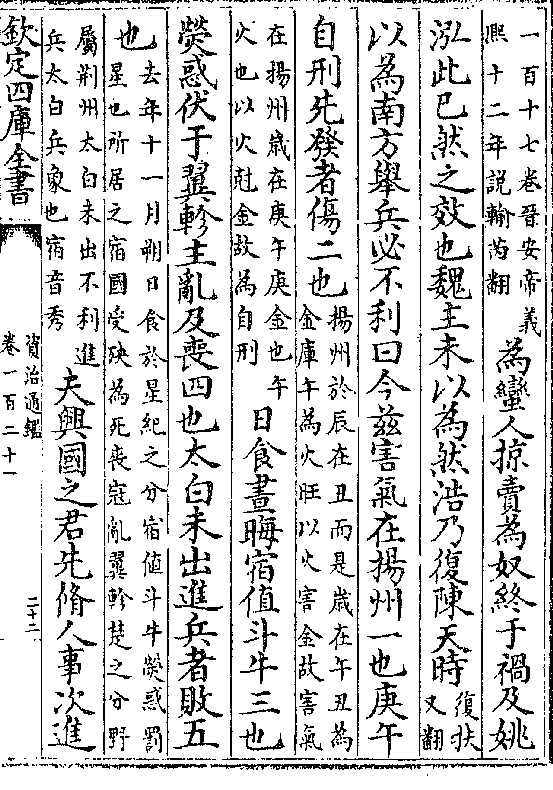 一百十七卷晉安帝義
熙十二年說輸芮翻
為蠻人掠賣為奴終于禍及姚
泓此已然之效也魏主未以為然浩乃復陳天時
復扶
又翻
以為南方舉兵必不利曰今兹害氣在揚州一也庚午
自刑先發者傷二也
揚州於辰在丑而是歲在午丑為
金庫午為火旺以火害金故害氣
在揚州歲在庚午庚金也午
火也以火尅金故為自刑
日食晝晦宿值斗牛三也
熒惑伏于翼軫主亂及喪四也太白未出進兵者敗五
也
去年十一月朔日食於星紀之分宿值斗牛熒惑罰
星也所居之宿國受殃為死喪寇亂翼軫楚之分野
屬荆州太白未出不利進
兵太白兵象也宿音秀
夫興國之君先脩人事次進
欽定四庫全書
資治通鑑
卷一百二十一
二十二